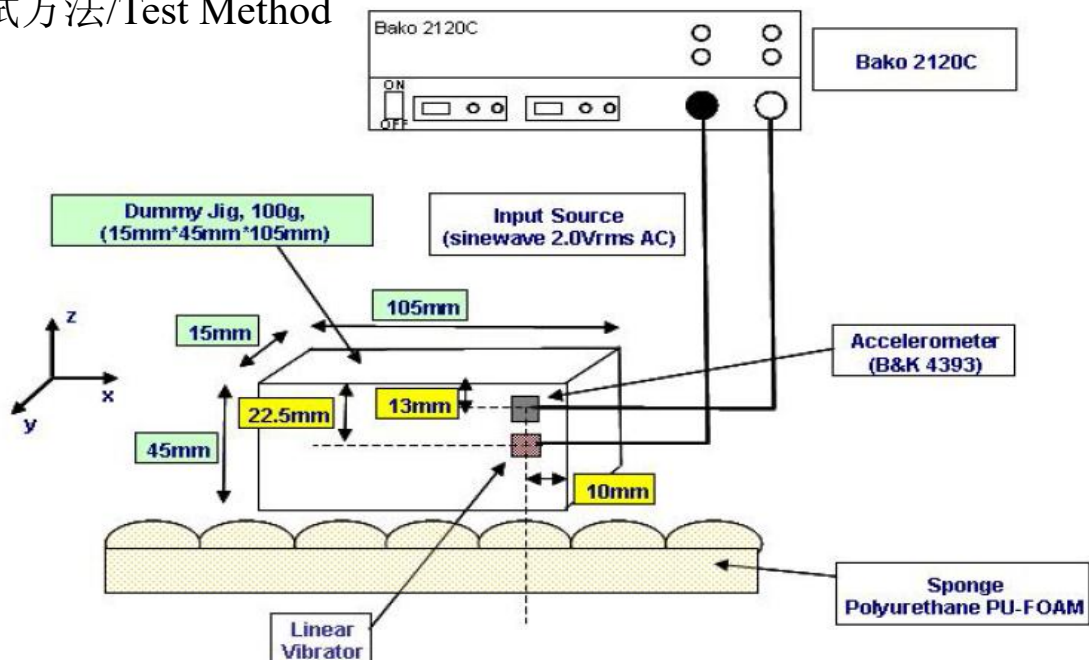 式方法/Test Method
Bako 2120C
Bako 2120C
ON
OFF
Dummy Jig, 100g,
(15mm*45mm*105mm)
Input Source
(sinewave 2.0Vrms AC)
105mm
15mm
z
x
y
Accelerometer
(B&K 4393)
13mm
22.5mm
45mm
10mm
Sponge
Polyurethane PU-FOAM
Linear
Vibrator